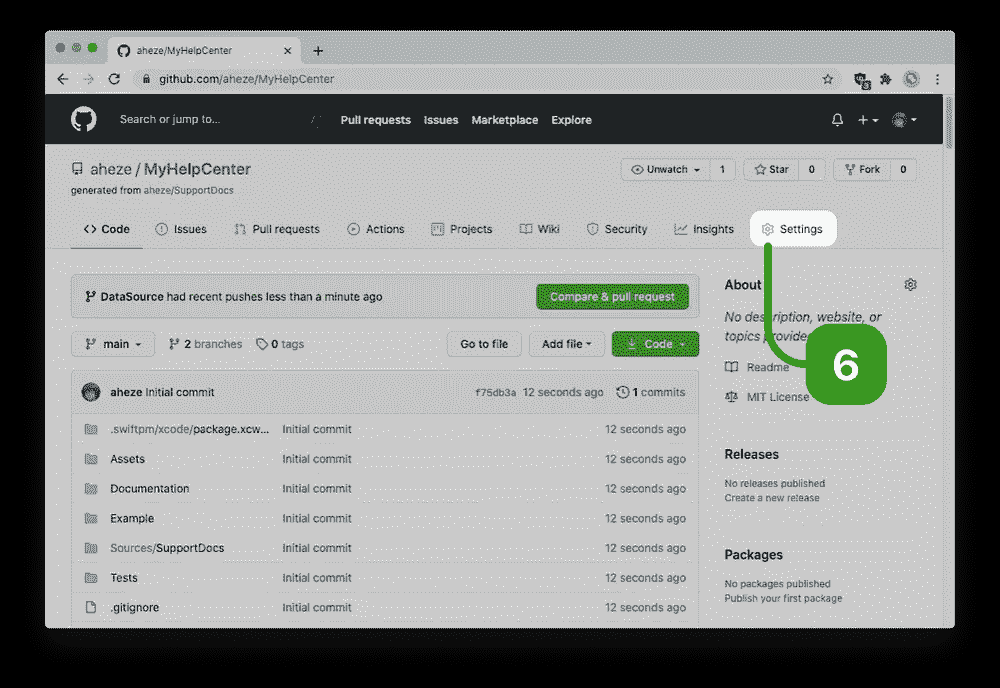 aheze/MyHelpCenter
github.com/aheze/MyHelpCenter
Search or jump to... / Pull requests Issues Marketplace Explore
aheze / MyHelpCenter Unwatch 1 Star 0 Fork 0
generated from aheze/SupportDocs
Code Issues Pull requests Actions Projects Wiki Security Insights Settings
DataSource had recent pushes less than a minute ago Compare & pull request
main 2 branches 0 tags Go to file Add file Code
aheze Initial commit f75db3a 12 seconds ago 1 commits
.swiftpm/xcode/package.xcw... Initial commit 12 seconds ago
Assets Initial commit 12 seconds ago
Documentation Initial commit 12 seconds ago
Example Initial commit 12 seconds ago
Sources/SupportDocs Initial commit 12 seconds ago
Tests Initial commit 12 seconds ago
.gitignore Initial commit 12 seconds ago
About
No description, website, or
topics provide
Readme
MIT License
6
Releases
No releases published
Create a new release
Packages
No packages published
Publish your first package